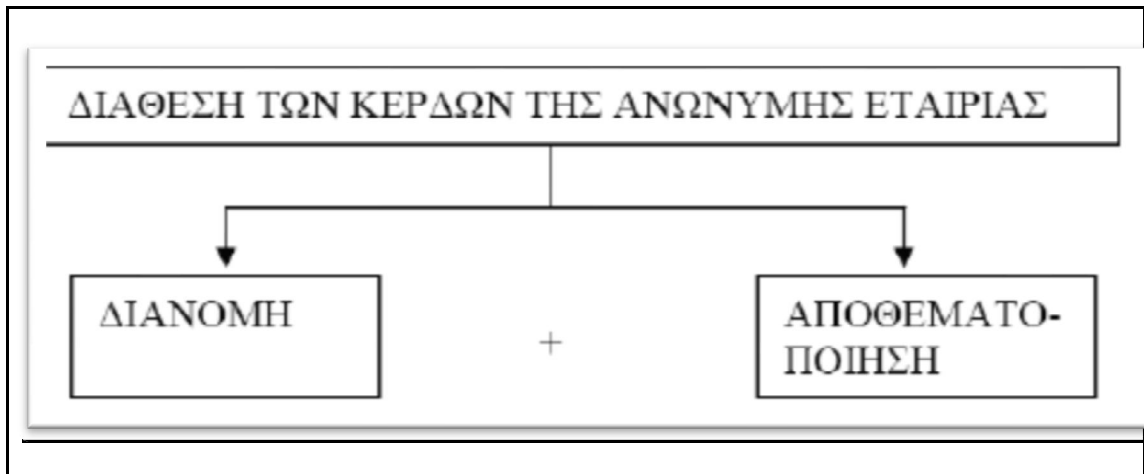 ΔΙΑΘΕΣΗ ΤΩΝ ΚΕΡΔΩΝ ΤΗΣ ΑΝΩΝΥΜΗΣ ΕΤΑΙΡΙΑΣ
ΔΙΑΝΟΜΗ
+
ΑΠΟΘΕΜΑΤΟ-
ΠΟΙΗΣΗ